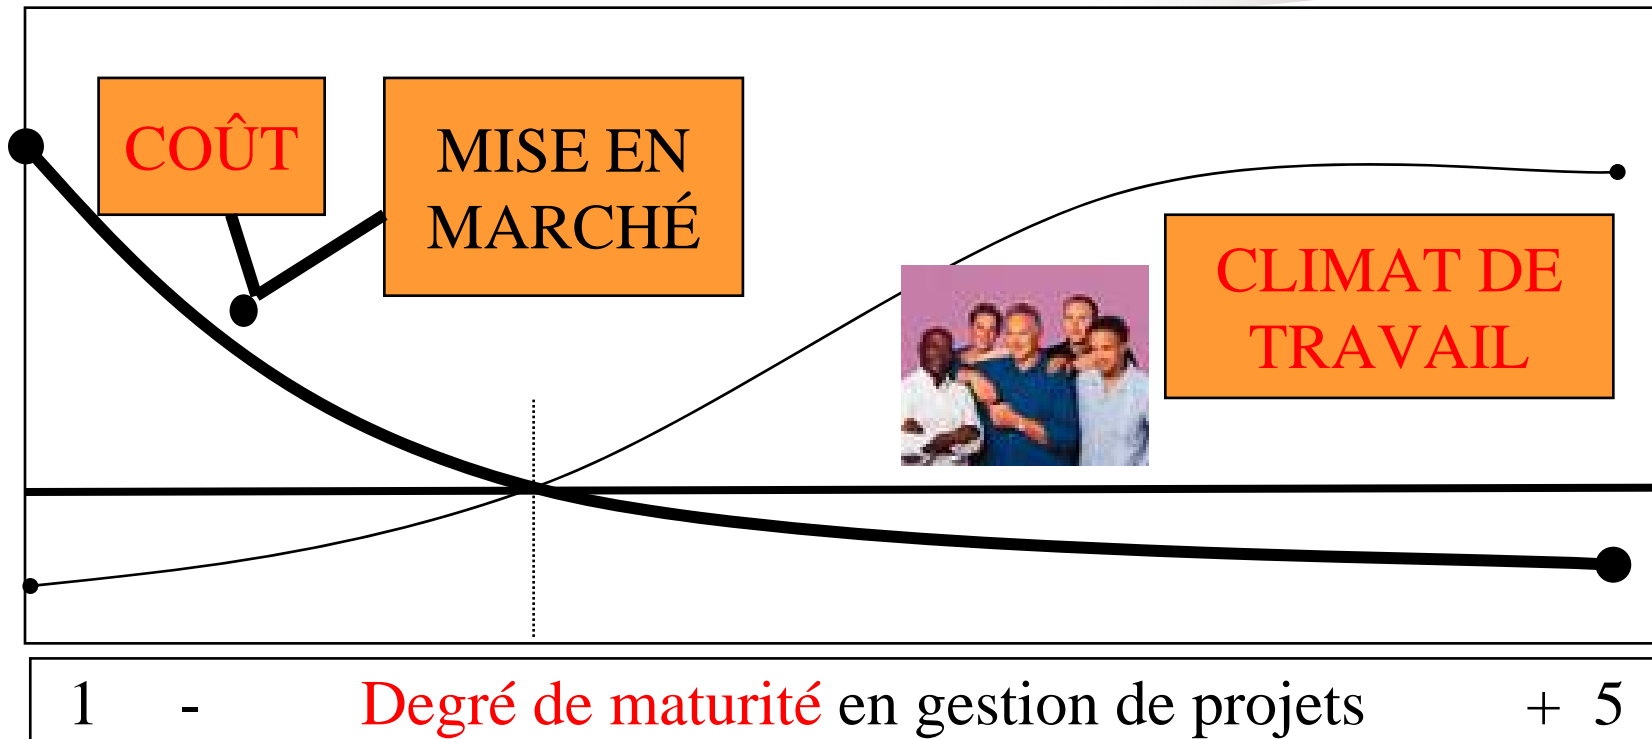 COÛT
MISE EN
MARCHÉ
CLIMAT DE
TRAVAIL
1 - Degré de maturité en gestion de projets + 5